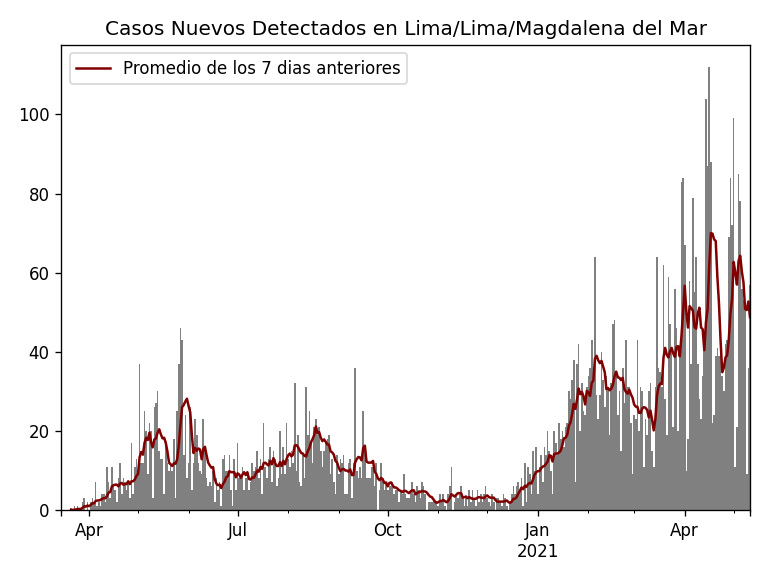 Casos Nuevos Detectados en Lima/Lima/Magdalena del Mar
Promedio de los 7 dias anteriores
100
80
60
40
20
0
Apr
Jul
Oct
Jan
2021
Apr